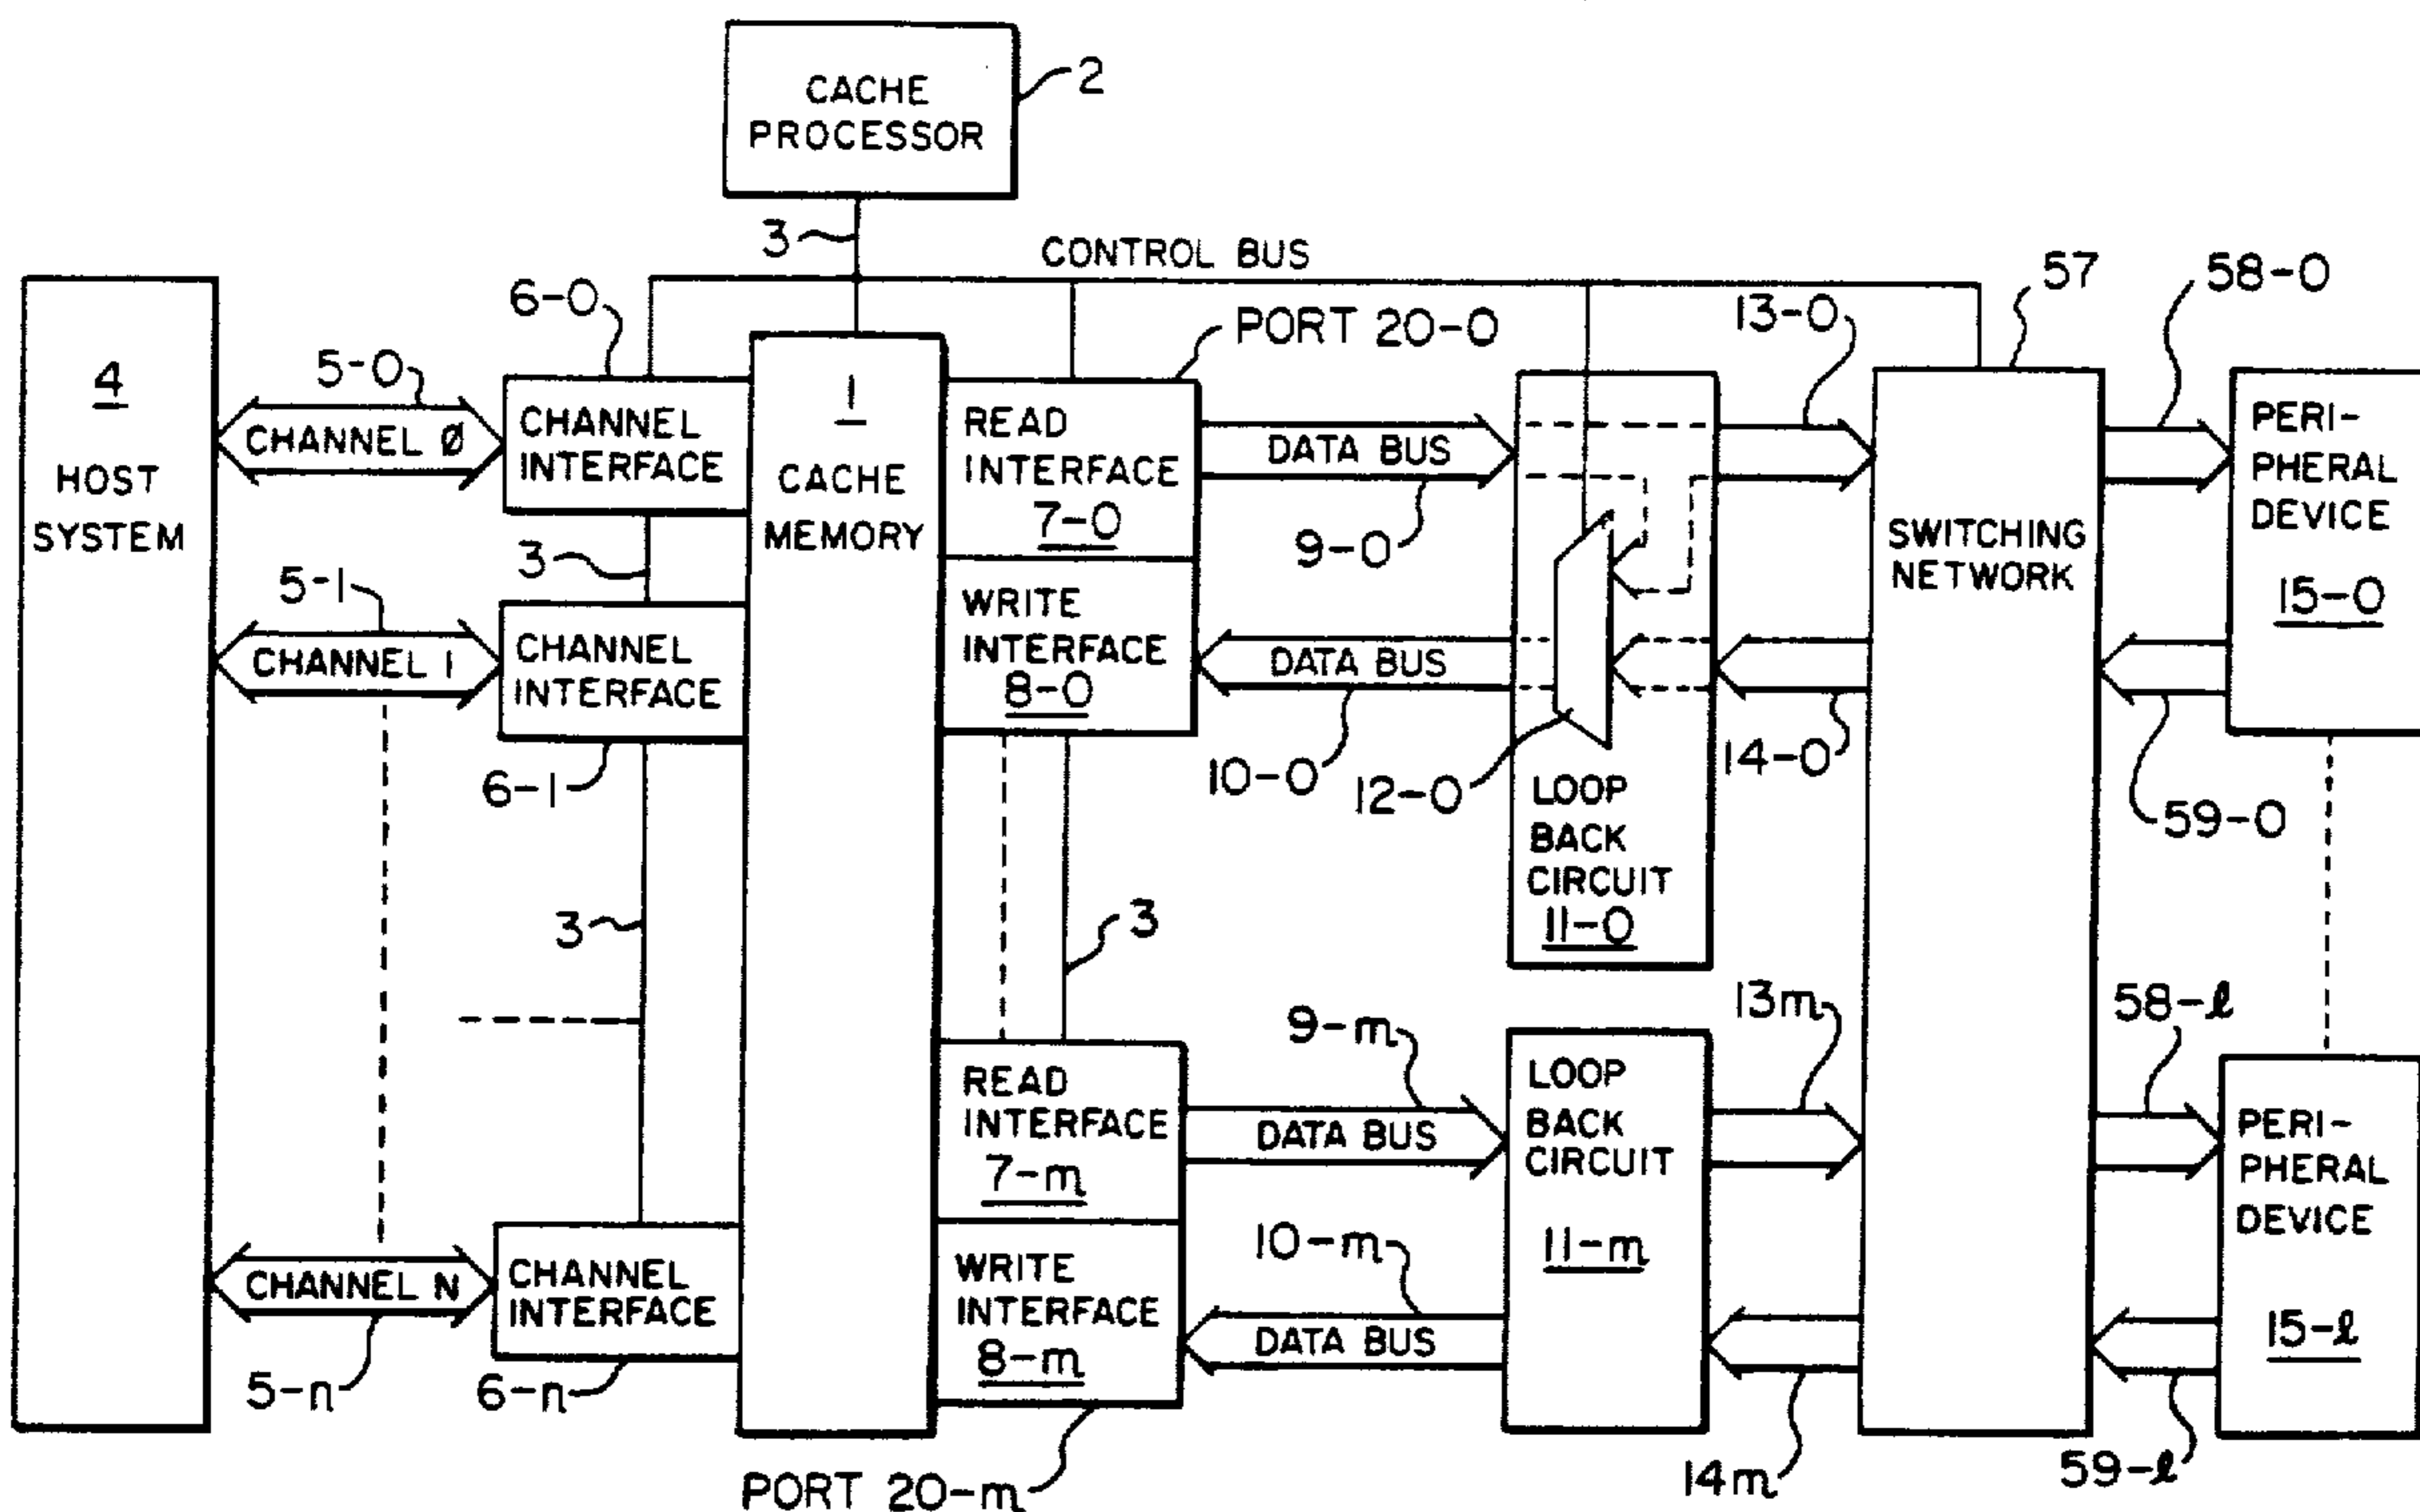 CACHE
PROCESSOR
2
3
CONTROL BUS
4
HOST
SYSTEM
5-0
CHANNEL Ø
5-1
CHANNEL 1
CHANNEL N
5-n
6-0
CHANNEL
INTERFACE
3
CHANNEL
INTERFACE
6-1
3
CHANNEL
INTERFACE
6-n
1
CACHE
MEMORY
PORT 20-0
READ
INTERFACE
7-0
WRITE
INTERFACE
8-0
3
READ
INTERFACE
7-m
WRITE
INTERFACE
8-m
PORT 20-m
DATA BUS
9-0
DATA BUS
10-0
12-0
9-m
DATA BUS
10-m
DATA BUS
LOOP
BACK
CIRCUIT
11-0
LOOP
BACK
CIRCUIT
11-m
13-0
14-0
13m
14m
57
SWITCHING
NETWORK
58-0
59-0
58-ℓ
59-ℓ
PERI-
PHERAL
DEVICE
15-0
PERI-
PHERAL
DEVICE
15-ℓ